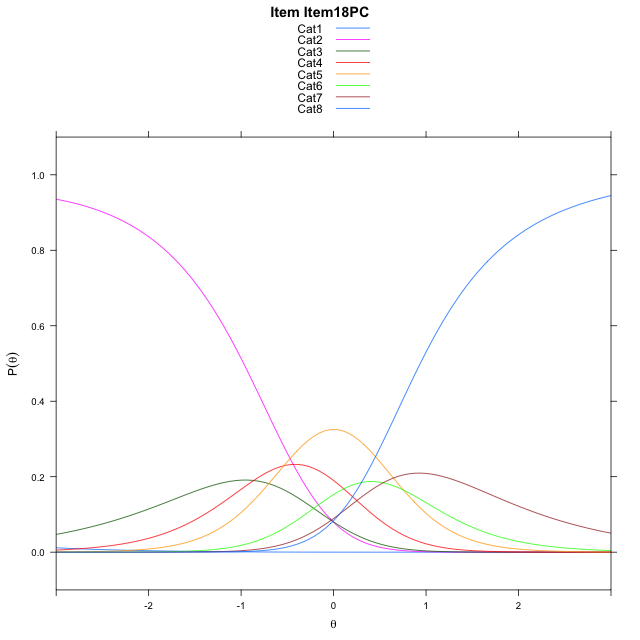 Item Item18PC
Cat1
Cat2
Cat3
Cat4
Cat5
Cat6
Cat7
Cat8
1.0
0.8
0.6
0.4
0.2
0.0
P(θ)
-2 -1 0 1 2
θ